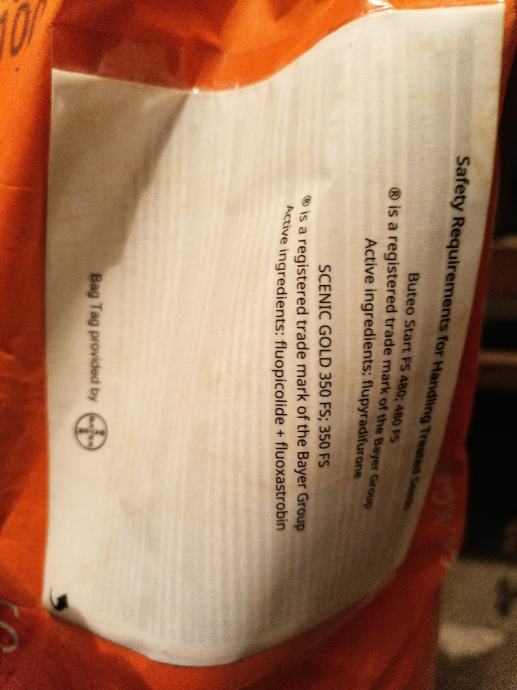 Safety Requirements for Handling Treated Seeds
Buteo Start FS 480; 480 FS
® is a registered trade mark of the Bayer Group
Active ingredients: flupyradifurone
SCENIC GOLD 350 FS; 350 FS
® is a registered trade mark of the Bayer Group
Active ingredients: fluopicolide + fluoxastrobin
Bag Tag provided by
BAYER